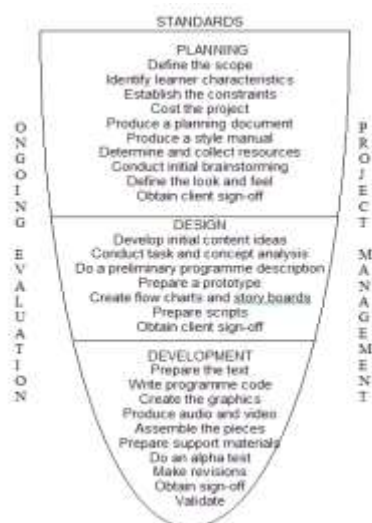 STANDARDS
PLANNING
Define the scope
Identify learner characteristics
Establish the constraints
Cost the project
Produce a planning document
Produce a style manual
Determine and collect resources
Conduct initial brainstorming
Define the look and feel
Obtain client sign-off
DESIGN
Develop initial content ideas
Conduct task and concept analysis
Do a preliminary programme description
Prepare a prototype
Create flow charts and story boards
Prepare scripts
Obtain client sign-off
DEVELOPMENT
Prepare the text
Write programme code
Create the graphics
Produce audio and video
Assemble the pieces
Prepare support materials
Do an alpha test
Make revisions
Obtain sign-off
Validate
ONGOING EVALUATION
PROJECT MANAGEMENT